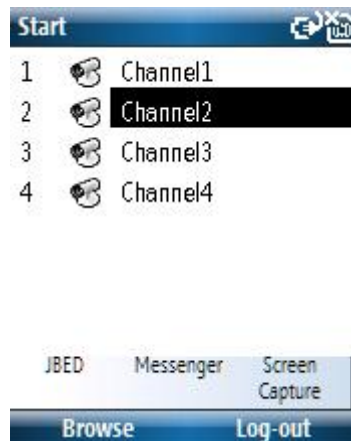 Start
1 Channel1
2 Channel2
3 Channel3
4 Channel4
JBED Messenger Screen
Capture
Browse Log-out